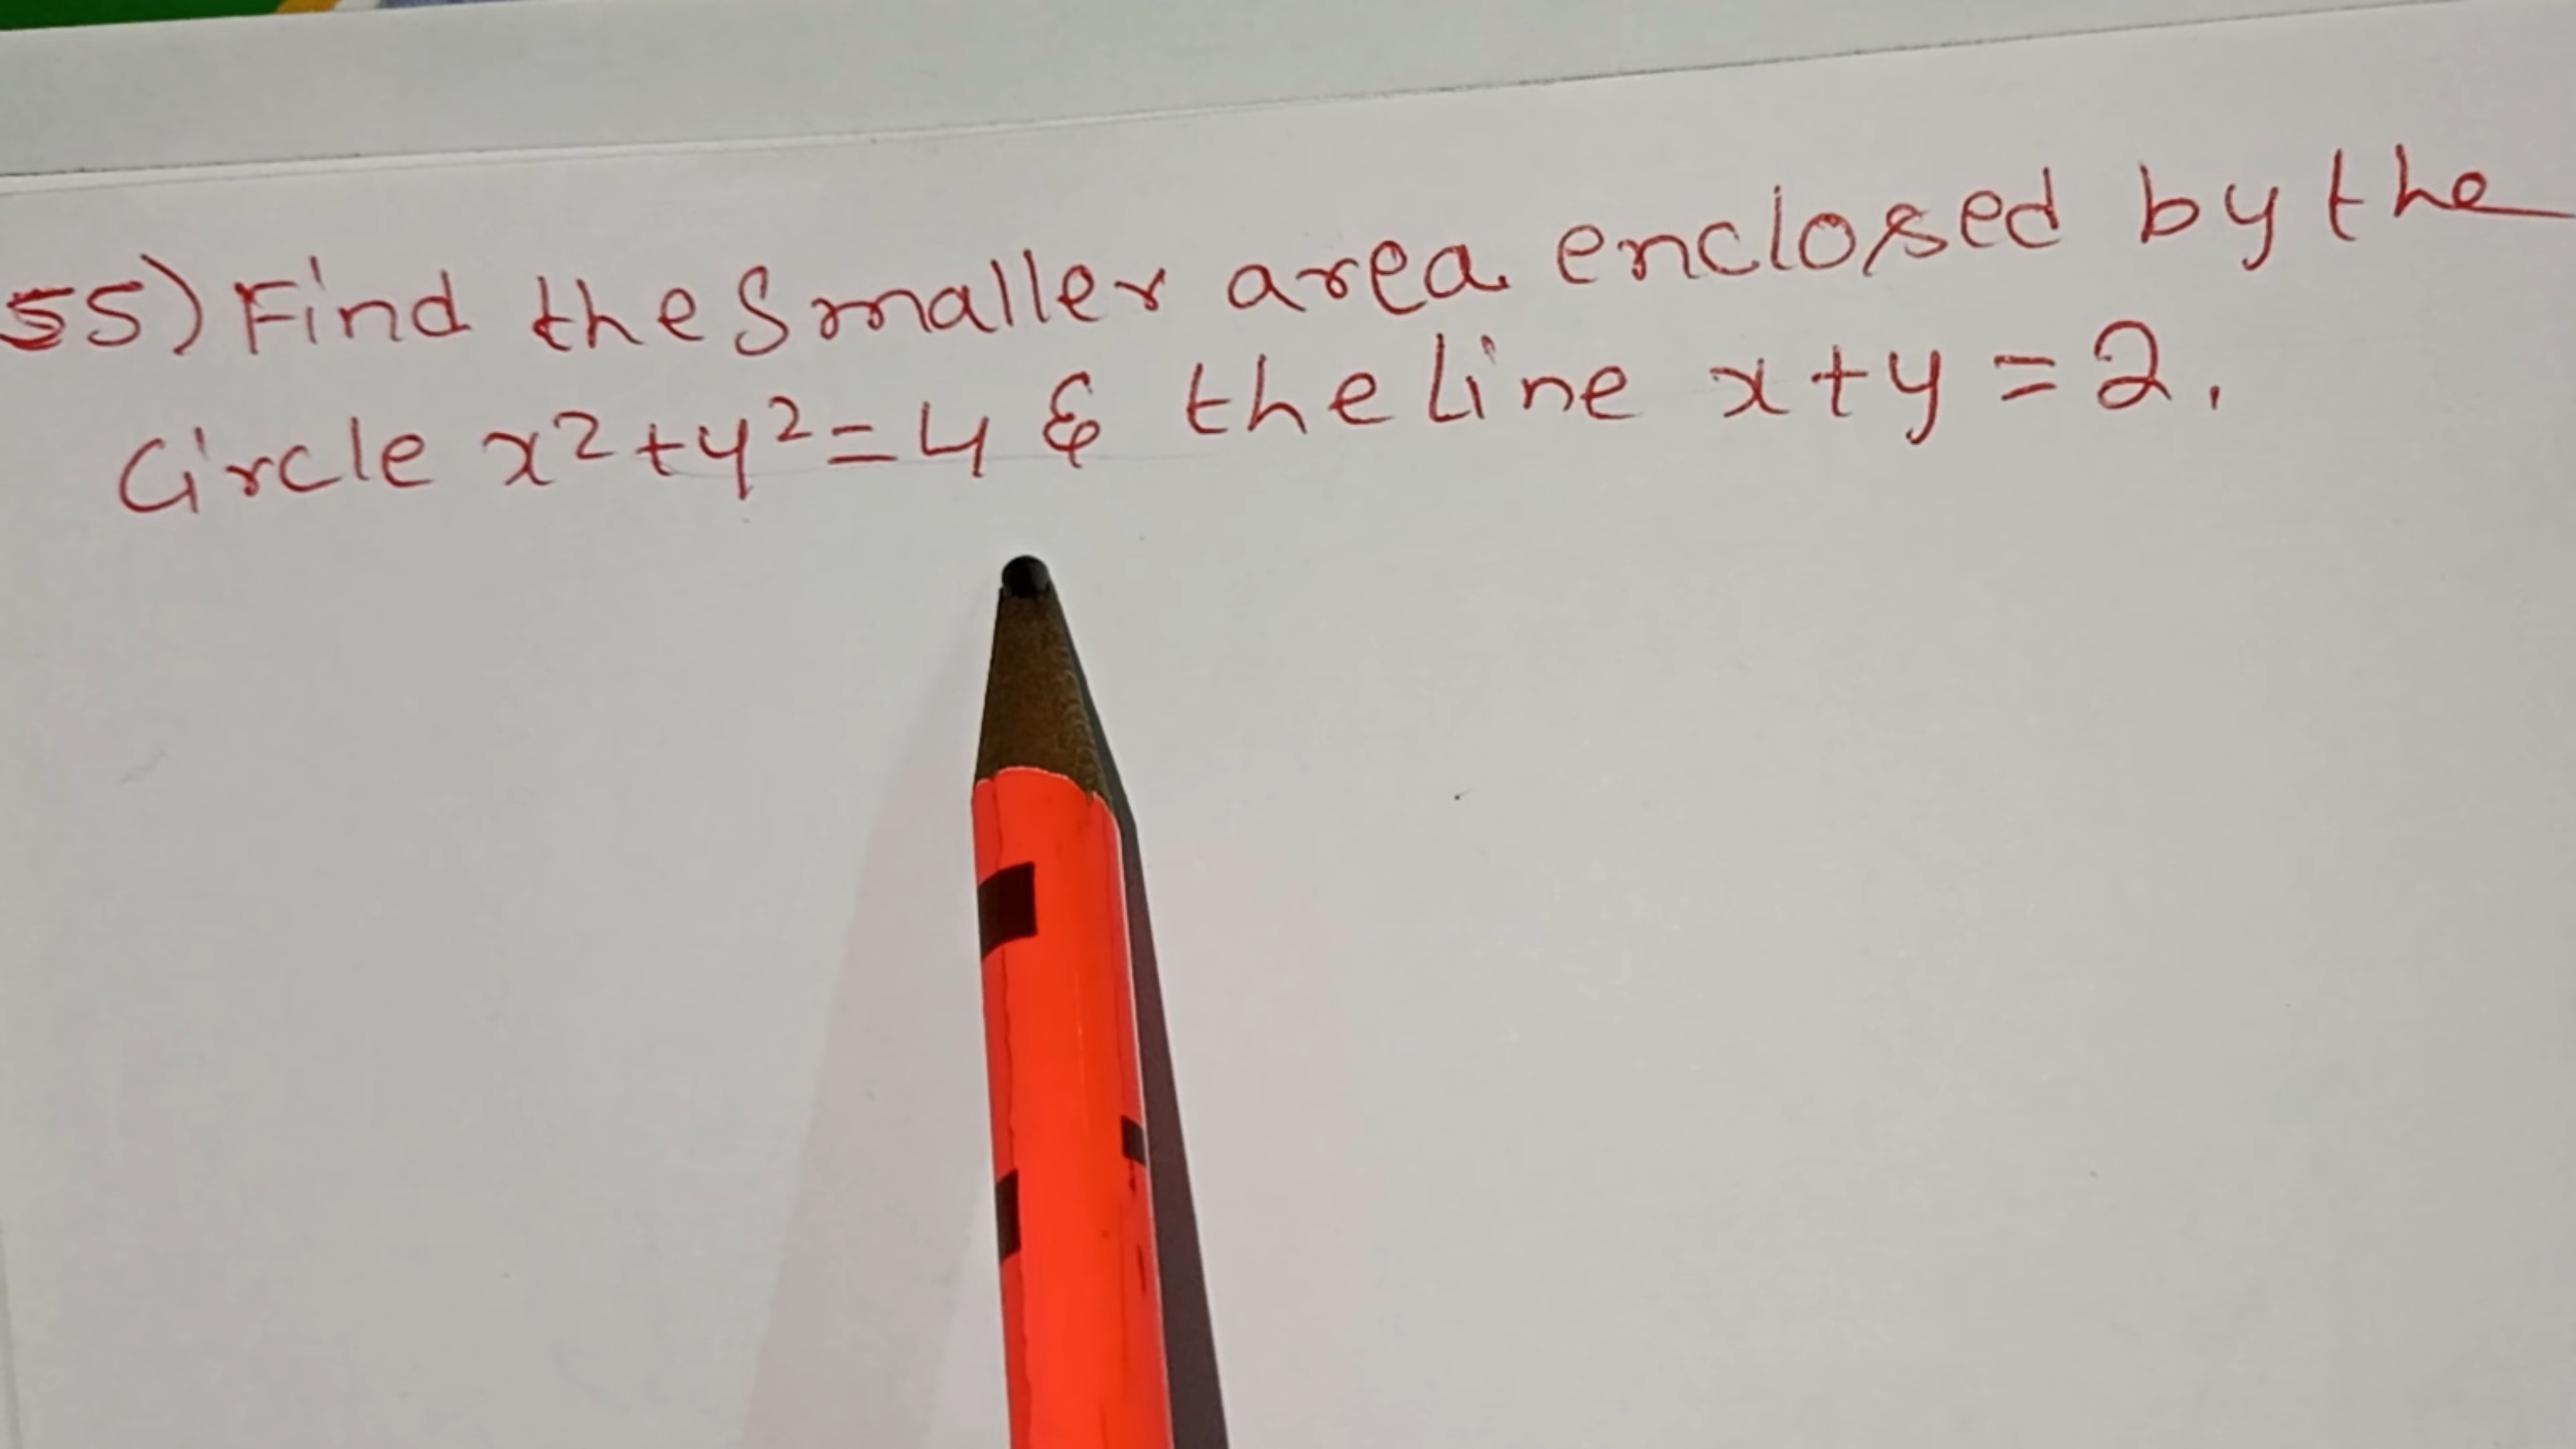 55) Find the smaller area enclosed by the
Circle x²+y²=4 & the line x+y=2.